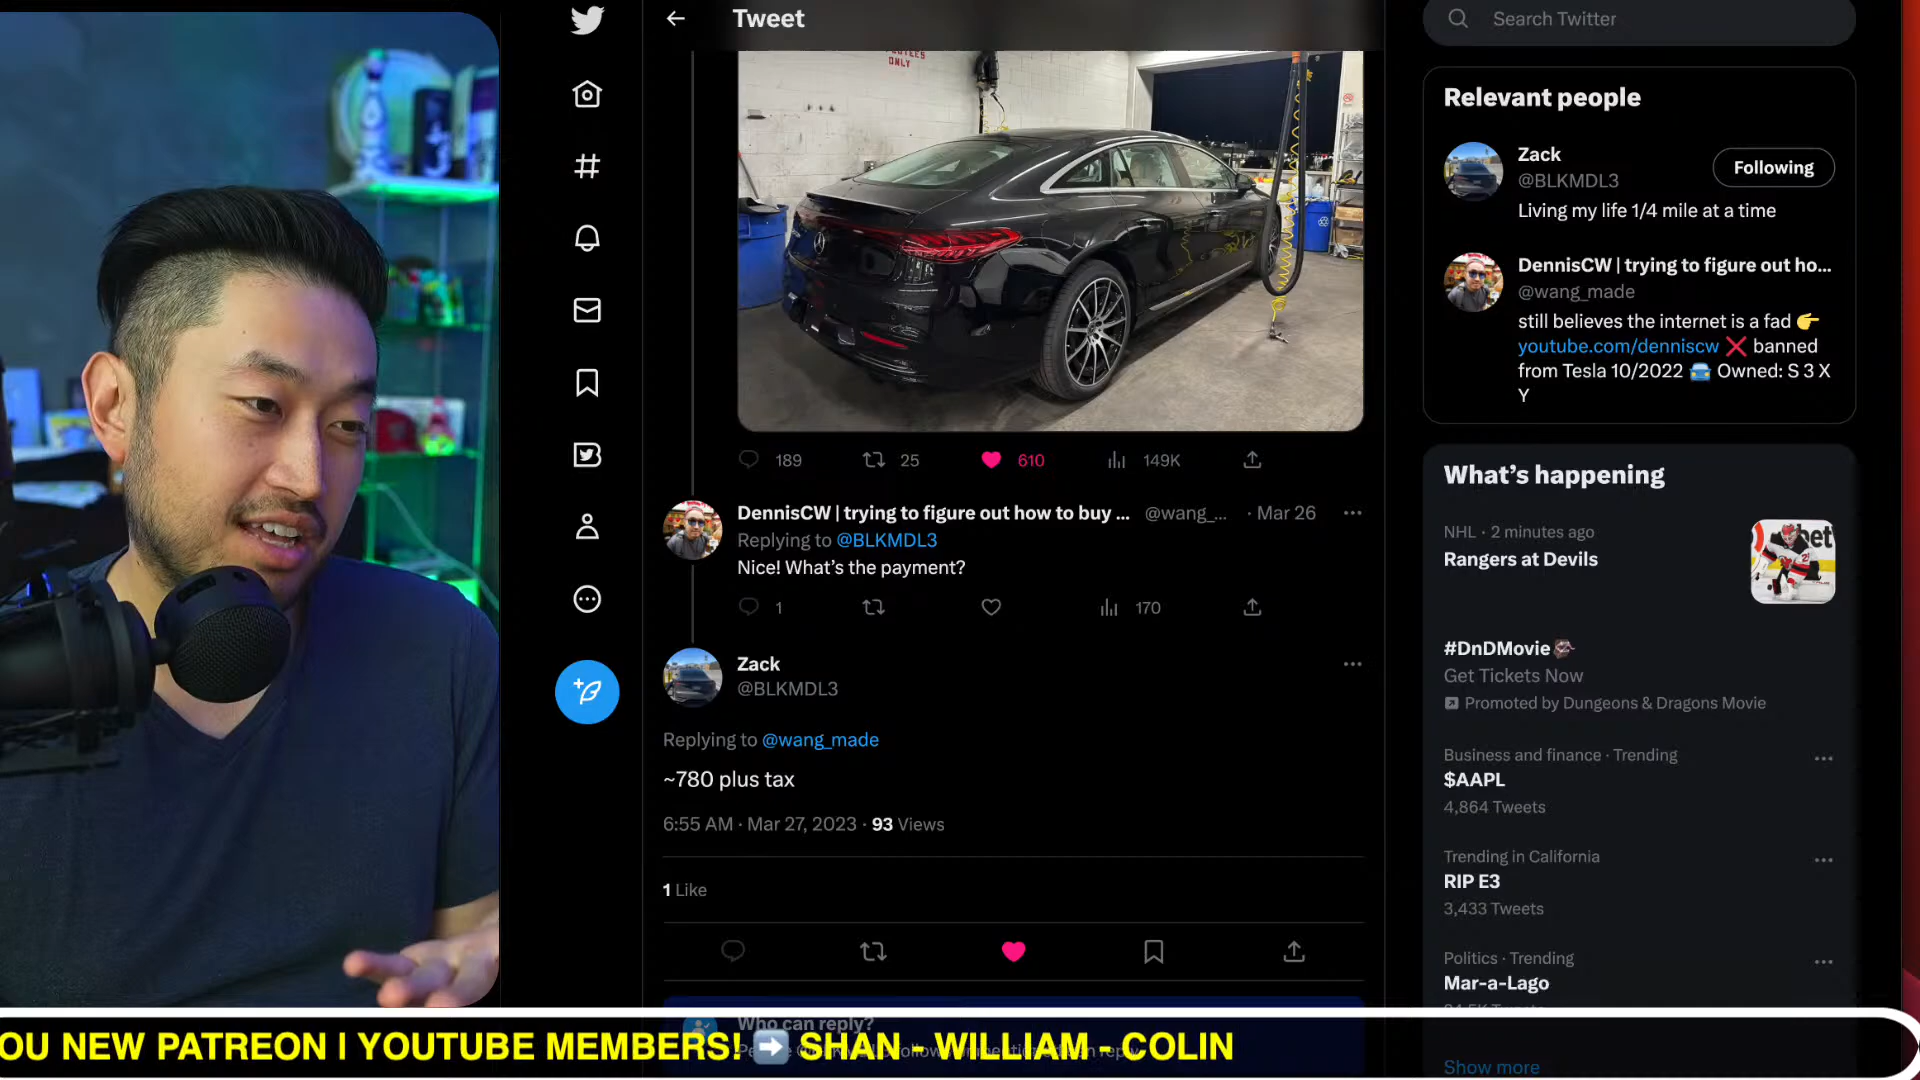 Tweet
Search Twitter
ONLY
189
25
610
149K
DennisCW | trying to figure out how to buy ... @wang_... · Mar 26
Replying to @BLKMDL3
Nice! What's the payment?
1
170
Zack
@BLKMDL3
Replying to @wang_made
~780 plus tax
6:55 AM · Mar 27, 2023 · 93 Views
1 Like
Who can reply?
Relevant people
Zack
@BLKMDL3
Following
Living my life 1/4 mile at a time
DennisCW | trying to figure out ho...
@wang_made
still believes the internet is a fad 👉
youtube.com/denniscw ❌ banned
from Tesla 10/2022 🚘 Owned: S 3 X
Y
What's happening
NHL · 2 minutes ago
Rangers at Devils
#DnDMovie
Get Tickets Now
Promoted by Dungeons & Dragons Movie
Business and finance · Trending
$AAPL
4,864 Tweets
Trending in California
RIP E3
3,433 Tweets
Politics · Trending
Mar-a-Lago
Show more
OU NEW PATREON | YOUTUBE MEMBERS! ➡️ SHAN - WILLIAM - COLIN